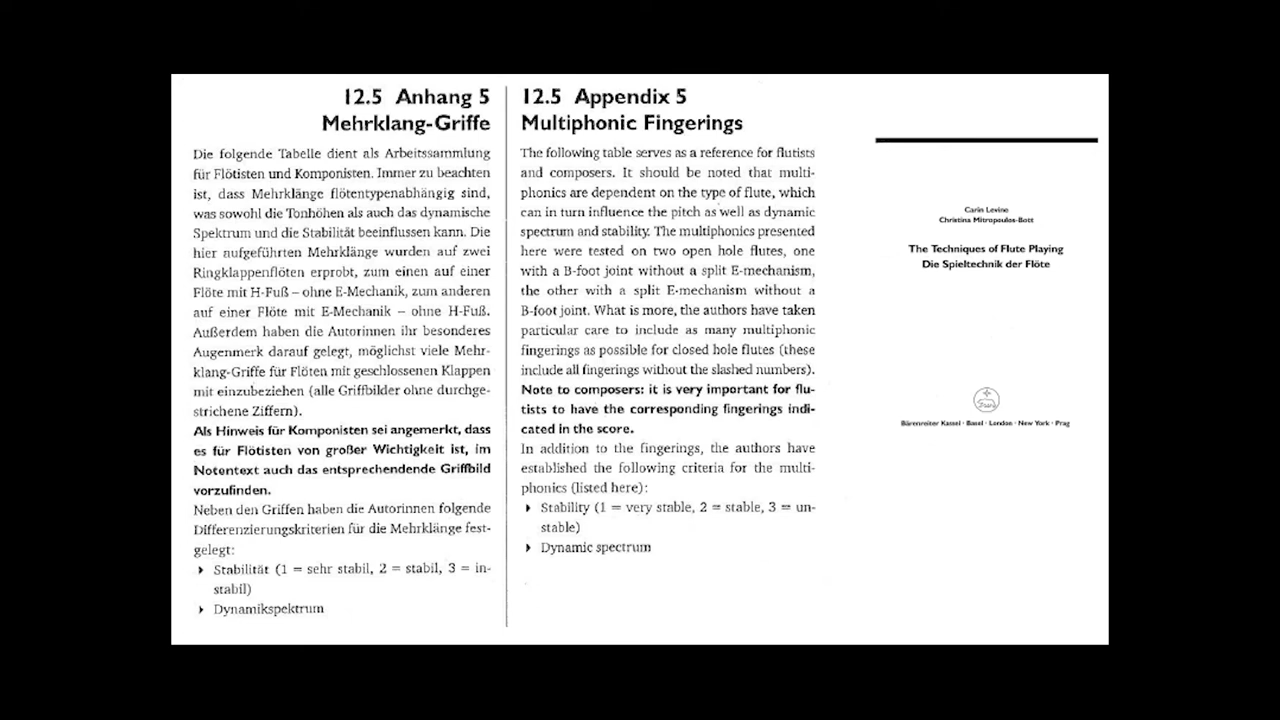 12.5 Anhang 5
Mehrklang-Griffe
Die folgende Tabelle dient als Arbeitssammlung
für Flötisten und Komponisten. Immer zu beachten
ist, dass Mehrklänge flötentypenabhängig sind,
was sowohl die Tonhöhen als auch das dynamische
Spektrum und die Stabilität beeinflussen kann. Die
hier aufgeführten Mehrklänge wurden auf zwei
Ringklappenflöten erprobt, zum einen auf einer
Flöte mit H-Fuß – ohne E-Mechanik, zum anderen
auf einer Flöte mit E-Mechanik – ohne H-Fuß.
Außerdem haben die Autorinnen ihr besonderes
Augenmerk darauf gelegt, möglichst viele Mehr-
klang-Griffe für Flöten mit geschlossenen Klappen
mit einzubeziehen (alle Griffbilder ohne durchge-
strichene Ziffern).
Als Hinweis für Komponisten sei angemerkt, dass
es für Flötisten von großer Wichtigkeit ist, im
Notentext auch das entsprechendende Griffbild
vorzufinden.
Neben den Griffen haben die Autorinnen folgende
Differenzierungskriterien für die Mehrklänge fest-
gelegt:
Stabilität (1 = sehr stabil, 2 = stabil, 3 = in-
stabil)
Dynamikspektrum
12.5 Appendix 5
Multiphonic Fingerings
The following table serves as a reference for flutists
and composers. It should be noted that multi-
phonics are dependent on the type of flute, which
can in turn influence the pitch as well as dynamic
spectrum and stability. The multiphonics presented
here were tested on two open hole flutes, one
with a B-foot joint without a split E-mechanism,
the other with a split E-mechanism without a
B-foot joint. What is more, the authors have taken
particular care to include as many multiphonic
fingerings as possible for closed hole flutes (these
include all fingerings without the slashed numbers).
Note to composers: it is very important for flu-
tists to have the corresponding fingerings indi-
cated in the score.
In addition to the fingerings, the authors have
established the following criteria for the multi-
phonics (listed here):
Stability (1 = very stable, 2 = stable, 3 = un-
stable)
Dynamic spectrum
Carin Levine
Christina Mitropoulos-Bott
The Techniques of Flute Playing
Die Spieltechnik der Flöte
Bärenreiter Kassel · Basel · London · New York · Prag